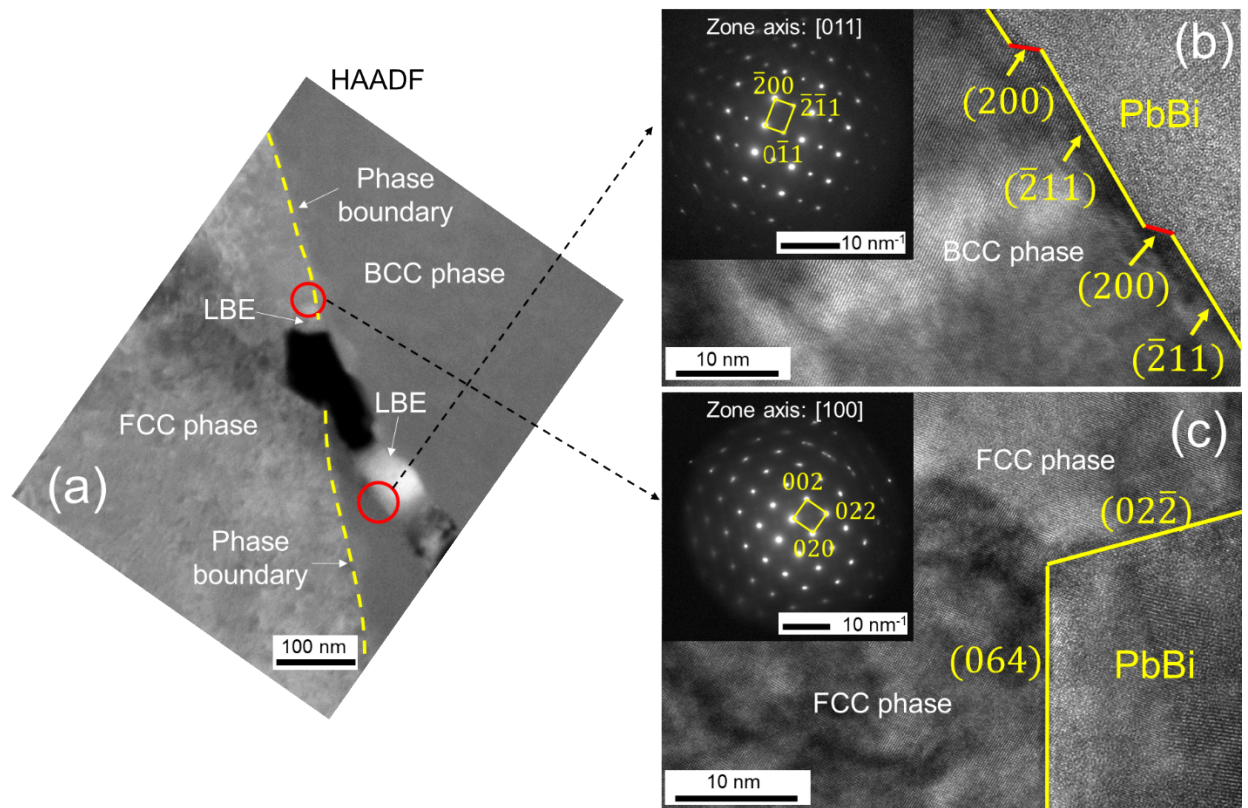 HAADF
Phase
boundary
BCC phase
LBE
FCC phase
LBE
(a)
Phase
boundary
100 nm
Zone axis: [011]
2̅00
2̅1̅1
01̅1
10 nm⁻¹
(b)
(200)
PbBi
(2̅11)
BCC phase
(200)
(2̅11)
10 nm
Zone axis: [100]
002
022
020
10 nm⁻¹
(c)
FCC phase
(022̅)
(064)
PbBi
FCC phase
10 nm